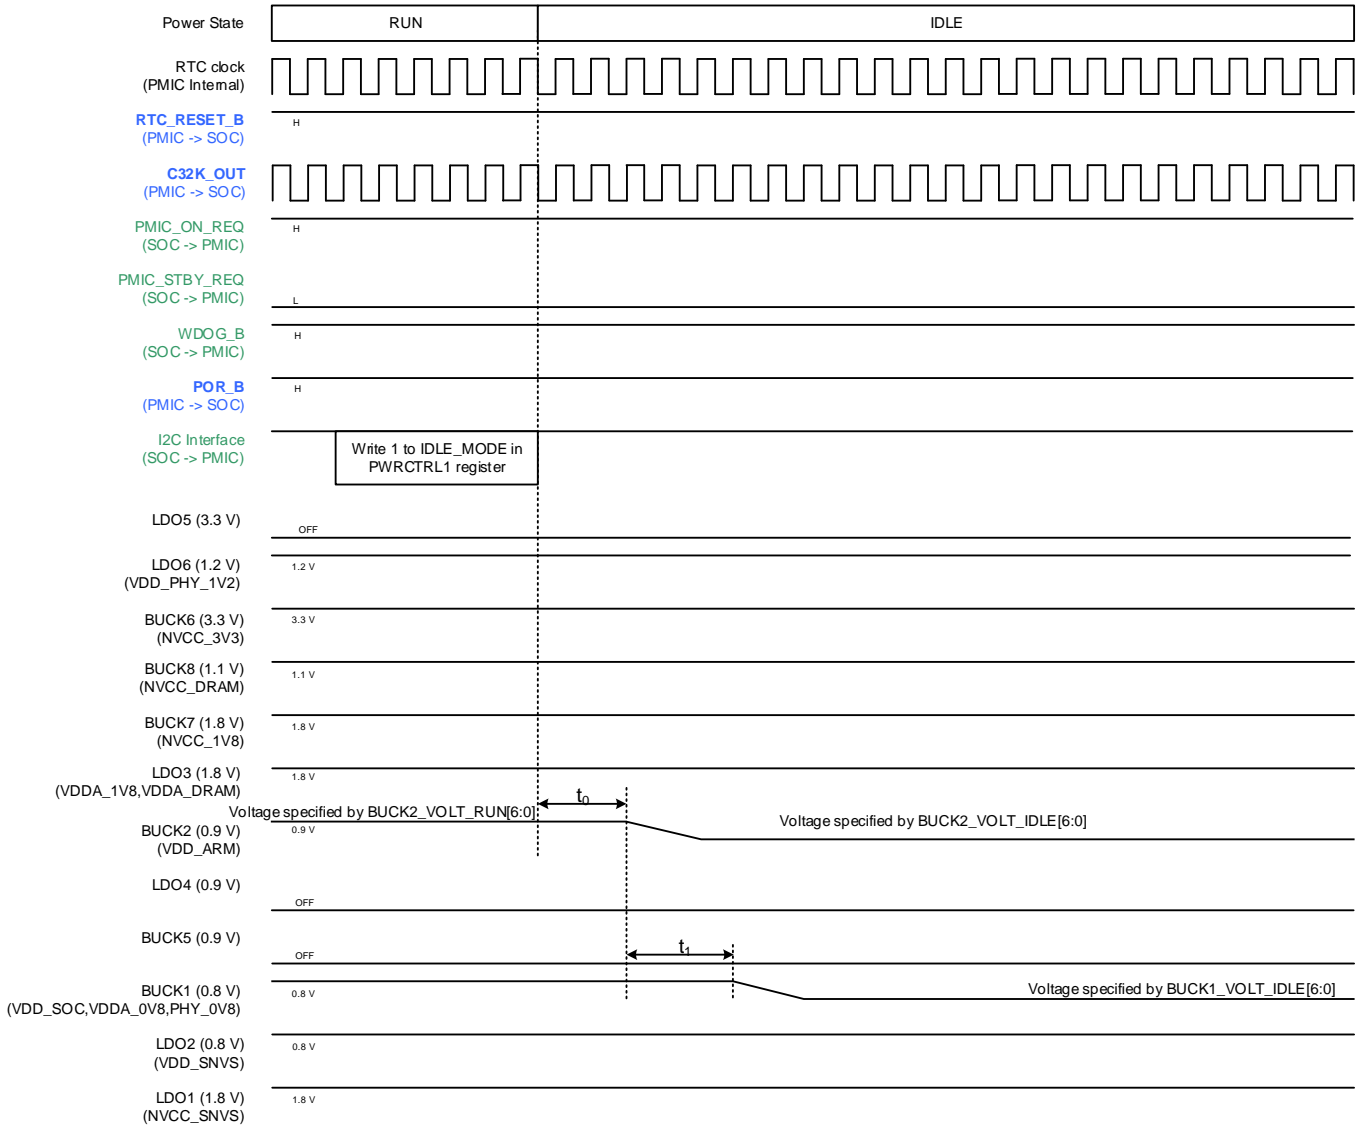 Power State
RUN
IDLE
RTC clock
(PMIC Internal)
RTC_RESET_B
(PMIC -> SOC)
H
C32K_OUT
(PMIC -> SOC)
PMIC_ON_REQ
(SOC -> PMIC)
H
PMIC_STBY_REQ
(SOC -> PMIC)
L
WDOG_B
(SOC -> PMIC)
H
POR_B
(PMIC -> SOC)
H
I2C Interface
(SOC -> PMIC)
Write 1 to IDLE_MODE in
PWRCTRL1 register
LDO5 (3.3 V)
OFF
LDO6 (1.2 V)
(VDD_PHY_1V2)
1.2 V
BUCK6 (3.3 V)
(NVCC_3V3)
3.3 V
BUCK8 (1.1 V)
(NVCC_DRAM)
1.1 V
BUCK7 (1.8 V)
(NVCC_1V8)
1.8 V
LDO3 (1.8 V)
(VDDA_1V8,VDDA_DRAM)
1.8 V
t0
Voltage specified by BUCK2_VOLT_RUN[6:0]
BUCK2 (0.9 V)
(VDD_ARM)
0.9 V
Voltage specified by BUCK2_VOLT_IDLE[6:0]
LDO4 (0.9 V)
OFF
BUCK5 (0.9 V)
OFF
t1
BUCK1 (0.8 V)
(VDD_SOC,VDDA_0V8,PHY_0V8)
0.8 V
Voltage specified by BUCK1_VOLT_IDLE[6:0]
LDO2 (0.8 V)
(VDD_SNVS)
0.8 V
LDO1 (1.8 V)
(NVCC_SNVS)
1.8 V